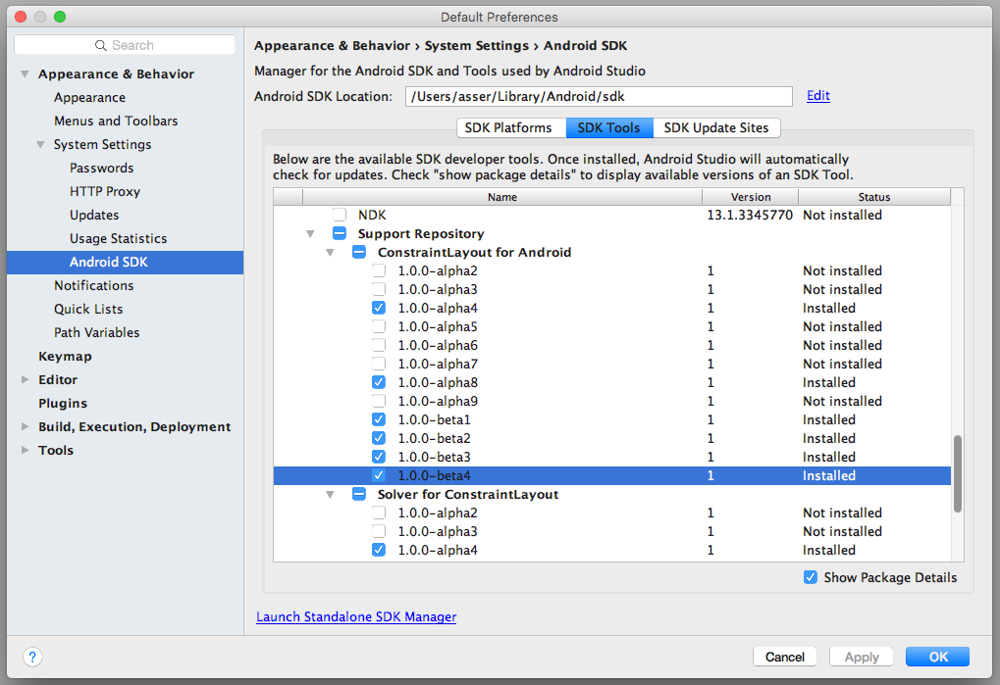 Default Preferences
Search
Appearance & Behavior
Appearance
Menus and Toolbars
System Settings
Passwords
HTTP Proxy
Updates
Usage Statistics
Android SDK
Notifications
Quick Lists
Path Variables
Keymap
Editor
Plugins
Build, Execution, Deployment
Tools
Appearance & Behavior › System Settings › Android SDK
Manager for the Android SDK and Tools used by Android Studio
Android SDK Location: /Users/asser/Library/Android/sdk Edit
SDK Platforms SDK Tools SDK Update Sites
Below are the available SDK developer tools. Once installed, Android Studio will automatically
check for updates. Check "show package details" to display available versions of an SDK Tool.
Name Version Status
NDK 13.1.3345770 Not installed
Support Repository
ConstraintLayout for Android
1.0.0-alpha2 1 Not installed
1.0.0-alpha3 1 Not installed
1.0.0-alpha4 1 Installed
1.0.0-alpha5 1 Not installed
1.0.0-alpha6 1 Not installed
1.0.0-alpha7 1 Not installed
1.0.0-alpha8 1 Installed
1.0.0-alpha9 1 Not installed
1.0.0-beta1 1 Installed
1.0.0-beta2 1 Installed
1.0.0-beta3 1 Installed
1.0.0-beta4 1 Installed
Solver for ConstraintLayout
1.0.0-alpha2 1 Not installed
1.0.0-alpha3 1 Not installed
1.0.0-alpha4 1 Installed
Show Package Details
Launch Standalone SDK Manager
? Cancel Apply OK